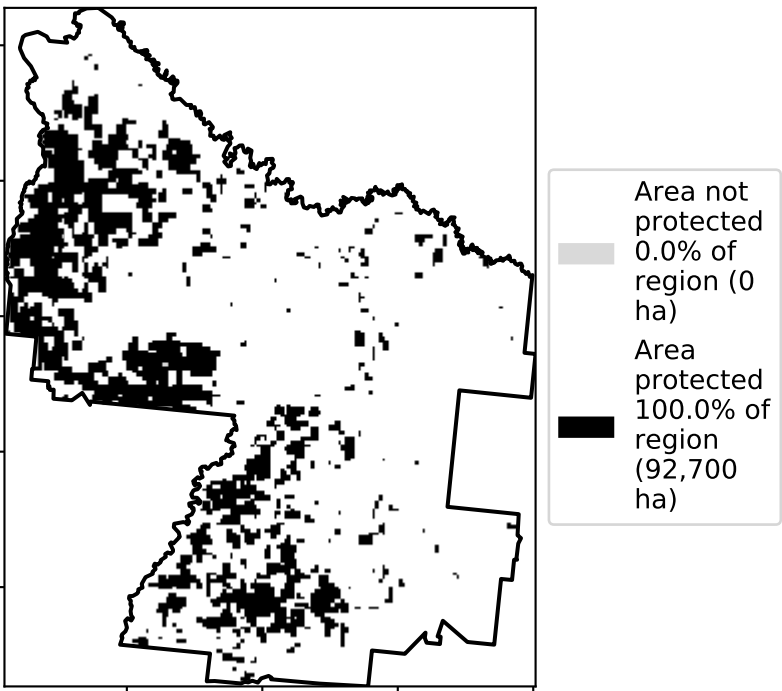 Area not
protected
0.0% of
region (0
ha)
Area
protected
100.0% of
region
(92,700
ha)